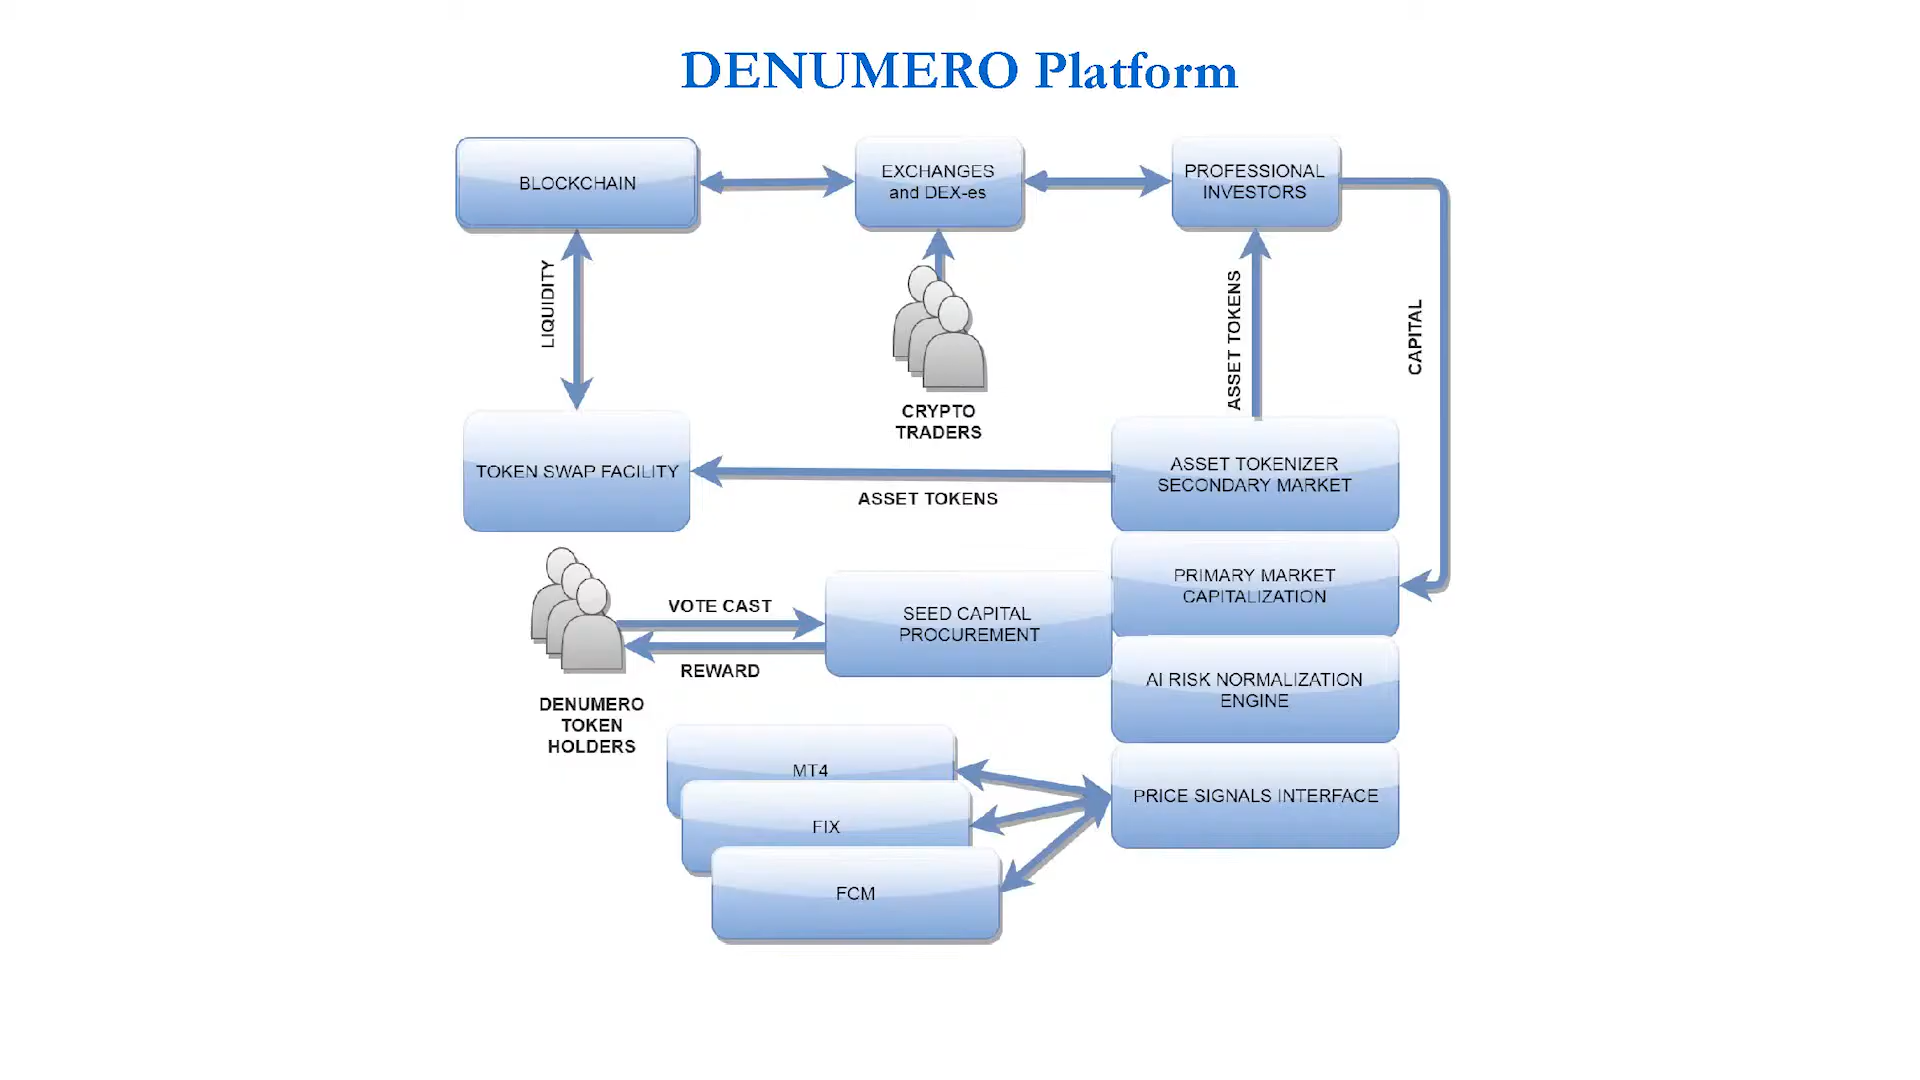 DENUMERO Platform
BLOCKCHAIN
EXCHANGES
and DEX-es
PROFESSIONAL
INVESTORS
LIQUIDITY
CRYPTO
TRADERS
ASSET TOKENS
CAPITAL
TOKEN SWAP FACILITY
ASSET TOKENS
ASSET TOKENIZER
SECONDARY MARKET
PRIMARY MARKET
CAPITALIZATION
VOTE CAST
REWARD
SEED CAPITAL
PROCUREMENT
DENUMERO
TOKEN
HOLDERS
AI RISK NORMALIZATION
ENGINE
MT4
FIX
FCM
PRICE SIGNALS INTERFACE